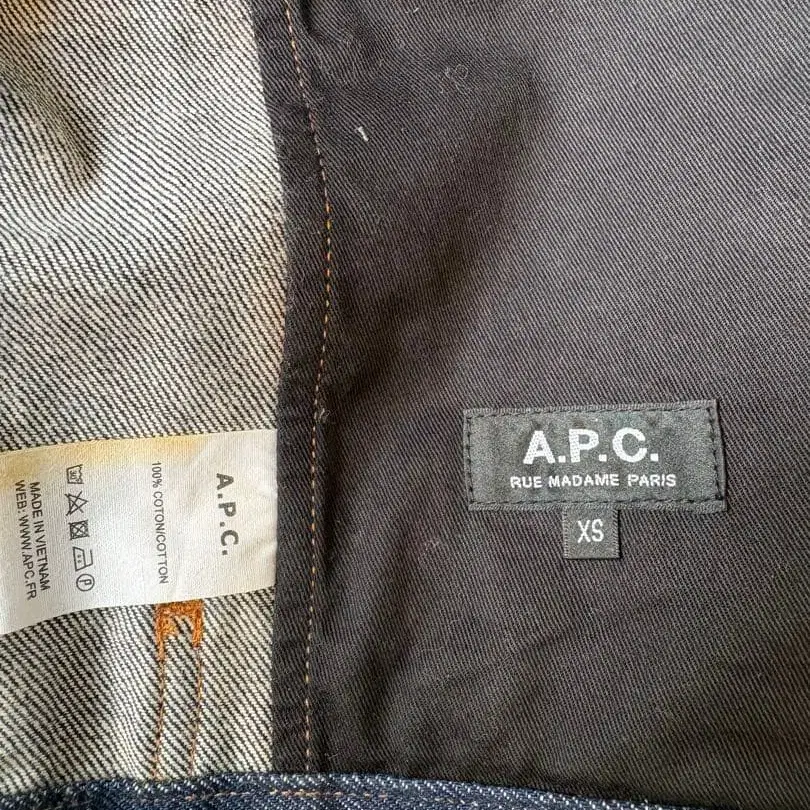 A.P.C.
RUE MADAME PARIS
XS
A.P.C.
100% COTON/COTTON
P
MADE IN VIETNAM
WEB: WWW.APC.FR